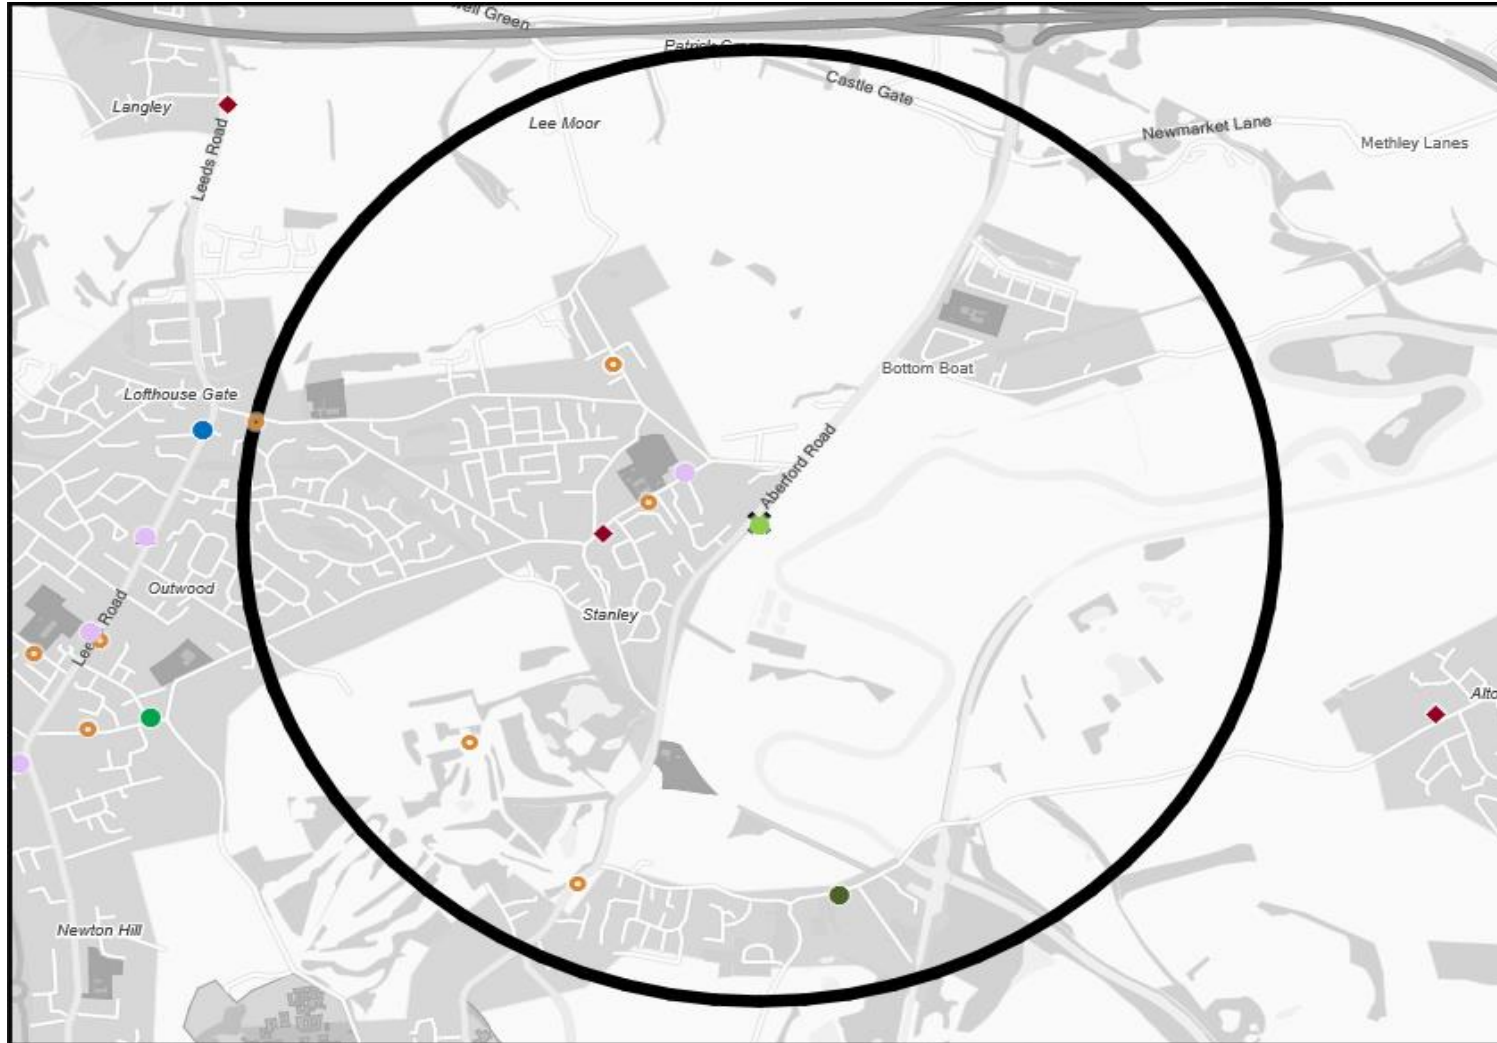 Green
Langley
Lee Moor
Castle Gate
Newmarket Lane
Methley Lanes
Leeds Road
Bottom Boat
Lofthouse Gate
Aberford Road
Outwood
Stanley
Road
Newton Hill